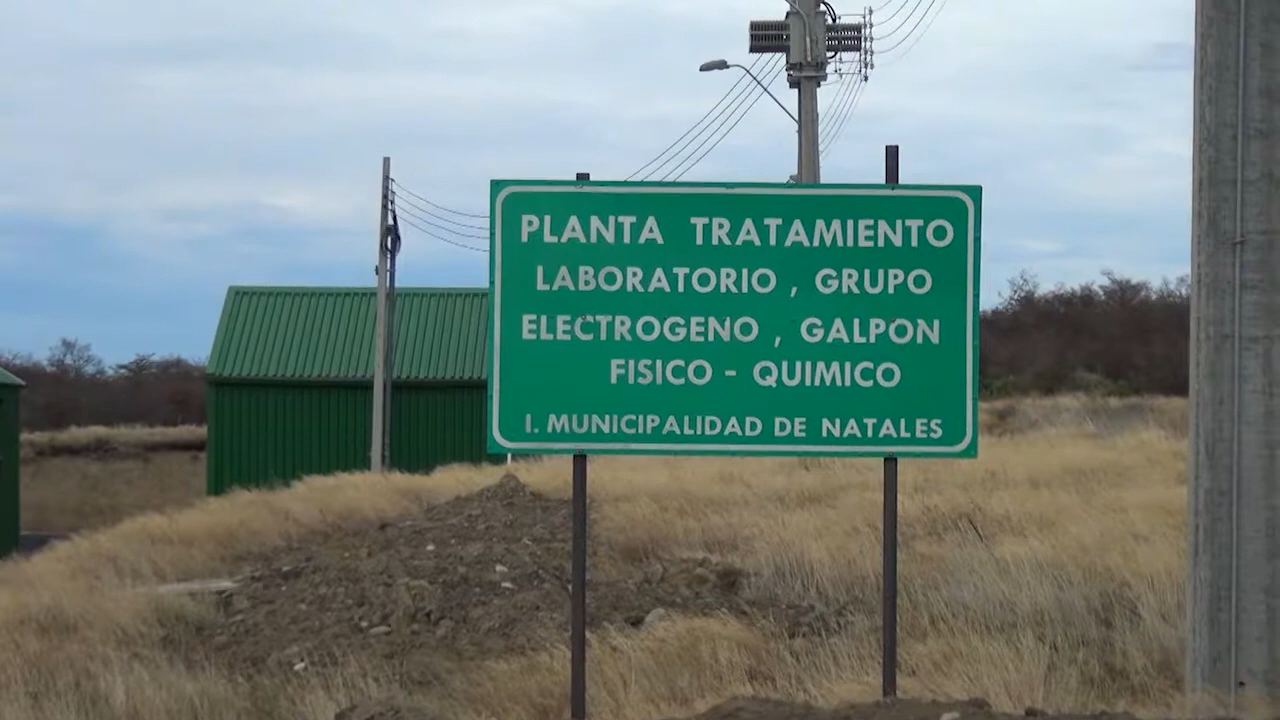 PLANTA TRATAMIENTO
LABORATORIO , GRUPO
ELECTROGENO , GALPON
FISICO - QUIMICO
I. MUNICIPALIDAD DE NATALES